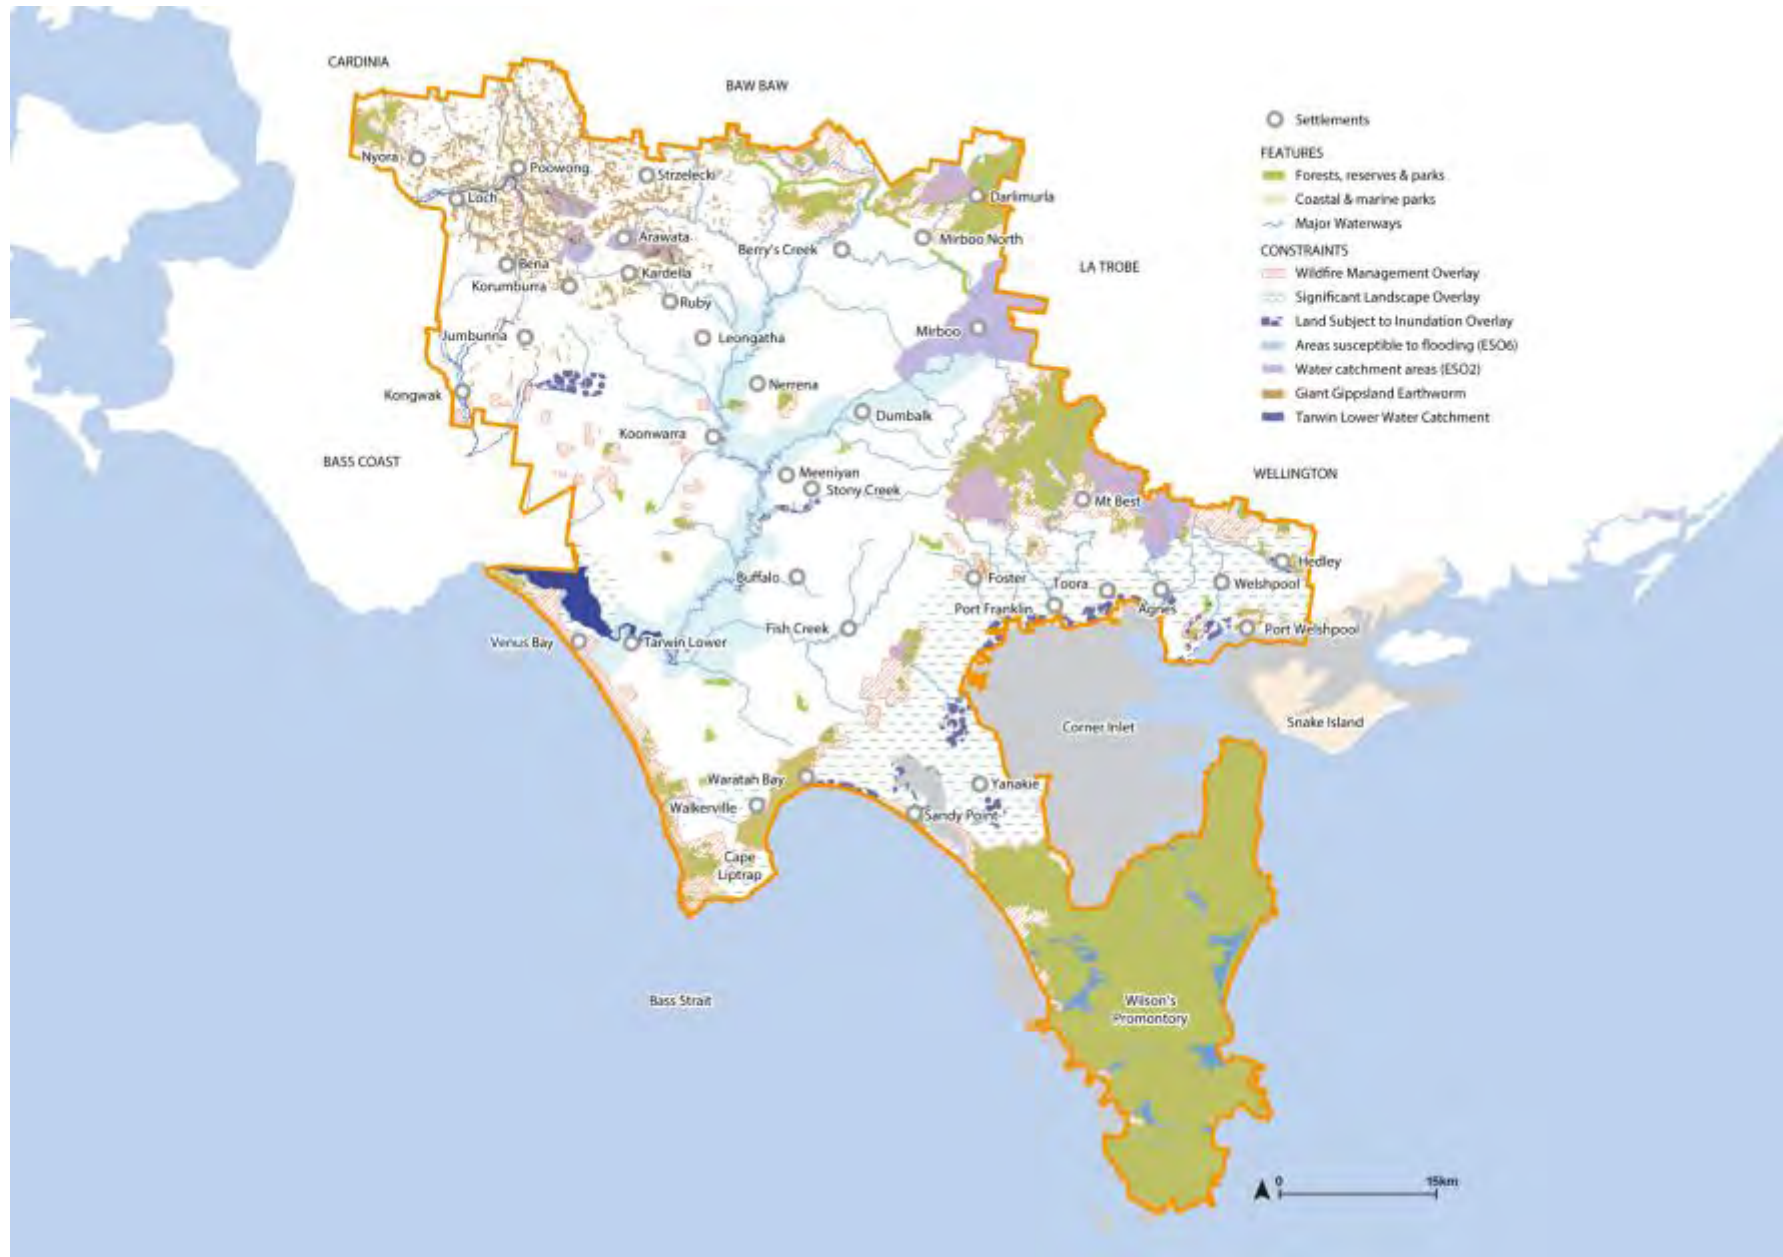 CARDINIA
BAW BAW
Settlements
FEATURES
Forests, reserves & parks
Coastal & marine parks
Major Waterways
CONSTRAINTS
Wildfire Management Overlay
Significant Landscape Overlay
Land Subject to Inundation Overlay
Areas susceptible to flooding (ESO6)
Water catchment areas (ESO2)
Giant Gippsland Earthworm
Tarwin Lower Water Catchment
Nyora
Poowong
Strzelecki
Loch
Darlimurla
Arawata
Mirboo North
Berry's Creek
Bena
Kardella
LA TROBE
Korumburra
Ruby
Jumbunna
Leongatha
Mirboo
Nerrena
Kongwak
Dumbalk
Koonwarra
BASS COAST
Meeniyan
WELLINGTON
Stony Creek
Mt Best
Hedley
Buffalo
Foster
Toora
Welshpool
Port Franklin
Agnes
Fish Creek
Port Welshpool
Venus Bay
Tarwin Lower
Corner Inlet
Snake Island
Waratah Bay
Yanakie
Walkerville
Sandy Point
Cape
Liptrap
Bass Strait
Wilson's
Promontory
0
15km